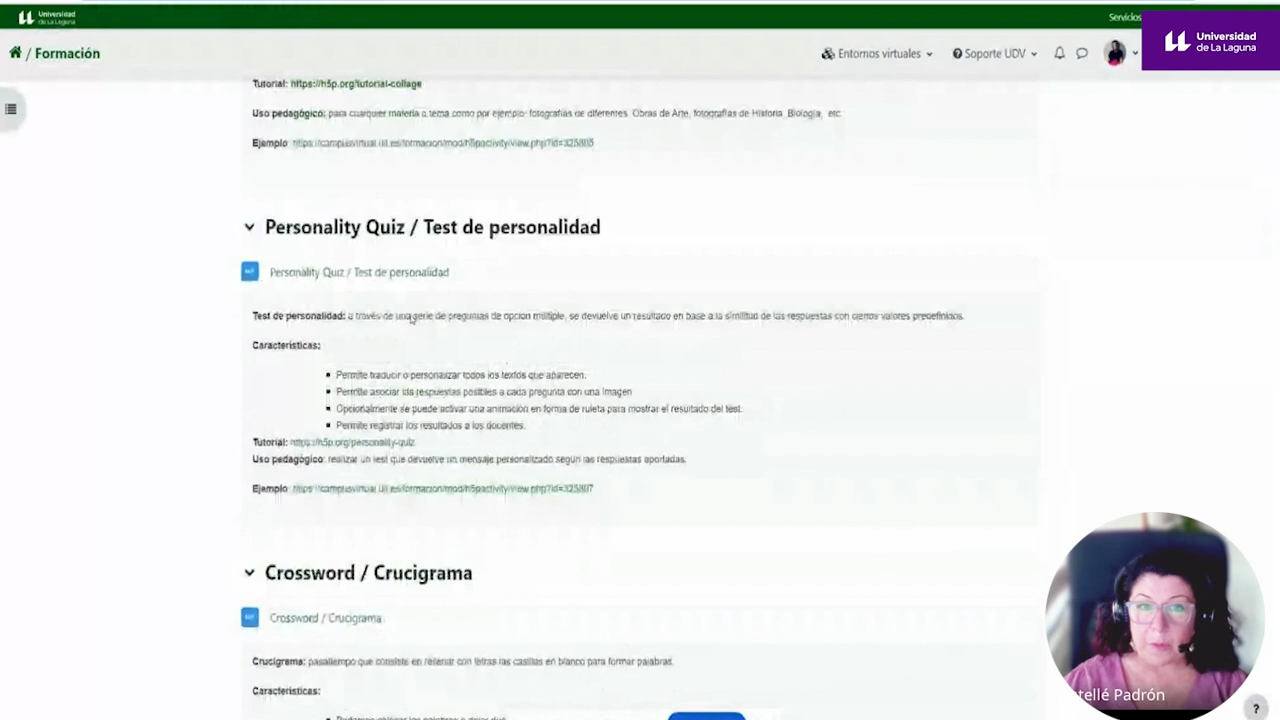 Universidad
de La Laguna
Servicios
Universidad
de La Laguna
/ Formación
Entornos virtuales
Soporte UDV
Tutorial: https://h5p.org/tutorial-collage
Uso pedagógico: para cualquier materia o tema como por ejemplo: fotografías de diferentes Obras de Arte, fotografías de Historia, Biología, etc.
Ejemplo:
Personality Quiz / Test de personalidad
Personality Quiz / Test de personalidad
Test de personalidad: a través de una serie de preguntas de opción múltiple, se devuelve un resultado en base a la similitud de las respuestas con ciertos valores predefinidos.
Características:
Permite traducir o personalizar todos los textos que aparecen.
Permite asociar las respuestas posibles a cada pregunta con una imagen
Opcionalmente se puede activar una animación en forma de ruleta para mostrar el resultado del test.
Permite registrar los resultados a los docentes.
Tutorial: https://h5p.org/personality-quiz
Uso pedagógico: realizar un test que devuelve un mensaje personalizado según las respuestas aportadas.
Ejemplo:
Crossword / Crucigrama
Crossword / Crucigrama
Crucigrama: pasatiempo que consiste en rellenar con letras las casillas en blanco para formar palabras.
Características:
tellé Padrón
?